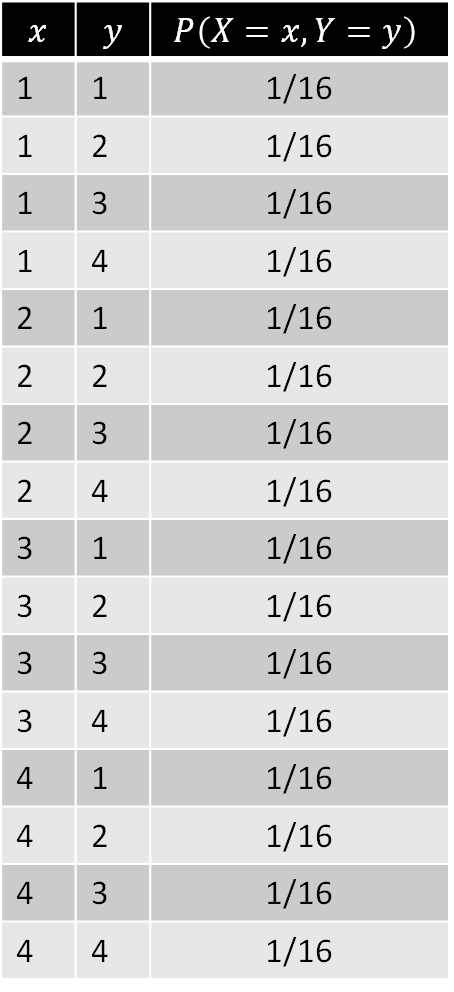 x y P(X = x, Y = y)
1 1 1/16
1 2 1/16
1 3 1/16
1 4 1/16
2 1 1/16
2 2 1/16
2 3 1/16
2 4 1/16
3 1 1/16
3 2 1/16
3 3 1/16
3 4 1/16
4 1 1/16
4 2 1/16
4 3 1/16
4 4 1/16